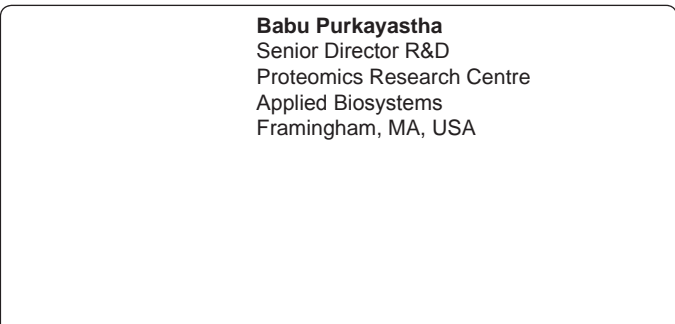 Babu Purkayastha
Senior Director R&D
Proteomics Research Centre
Applied Biosystems
Framingham, MA, USA